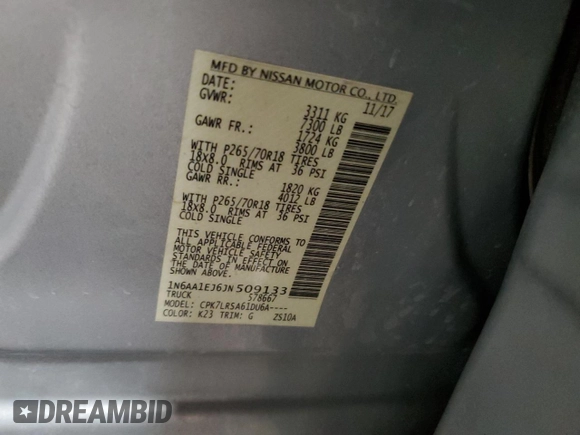 MFD BY NISSAN MOTOR CO., LTD.
DATE: 11/17
GVWR: 3311 KG
7300 LB
GAWR FR.: 1724 KG
3800 LB
WITH P265/70R18 TIRES
18X8.0 RIMS AT 36 PSI
COLD SINGLE
GAWR RR.: 1820 KG
4012 LB
WITH P265/70R18 TIRES
18X8.0 RIMS AT 36 PSI
COLD SINGLE
THIS VEHICLE CONFORMS TO
ALL APPLICABLE FEDERAL
MOTOR VEHICLE SAFETY
STANDARDS IN EFFECT
ON THE DATE OF MANUFACTURE
SHOWN ABOVE.
1N6AA1EJ6JN509133
TRUCK 578667
MODEL: CPK7LRSA61DU6A----
COLOR: K23 TRIM: G ZS10A
DREAMBID